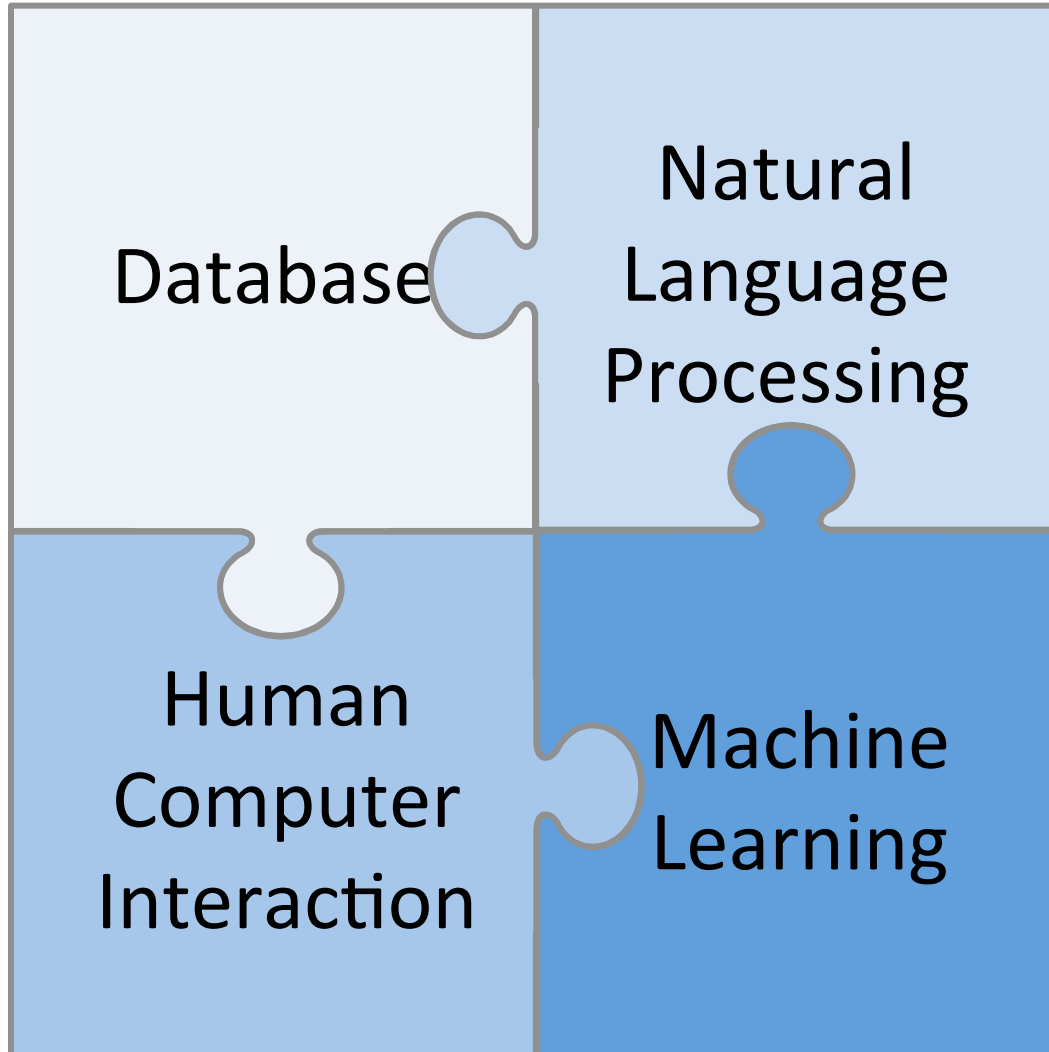 Database
Natural
Language
Processing
Human
Computer
Interaction
Machine
Learning